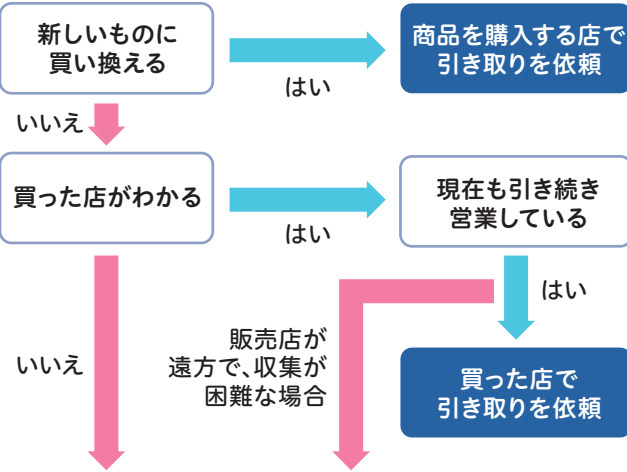 新しいものに
買い換える
はい
商品を購入する店で
引き取りを依頼
いいえ
買った店がわかる
はい
現在も引き続き
営業している
はい
いいえ
販売店が
遠方で、収集が
困難な場合
買った店で
引き取りを依頼